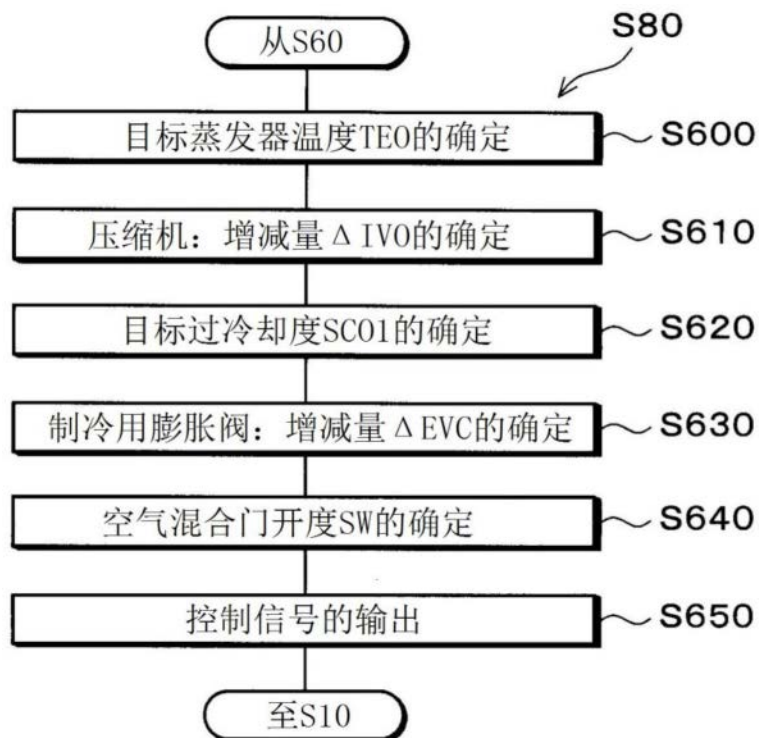 从S60
S80
目标蒸发器温度TEO的确定
S600
压缩机：增减量ΔIVO的确定
S610
目标过冷却度SCO1的确定
S620
制冷用膨胀阀：增减量ΔEVC的确定
S630
空气混合门开度SW的确定
S640
控制信号的输出
S650
至S10